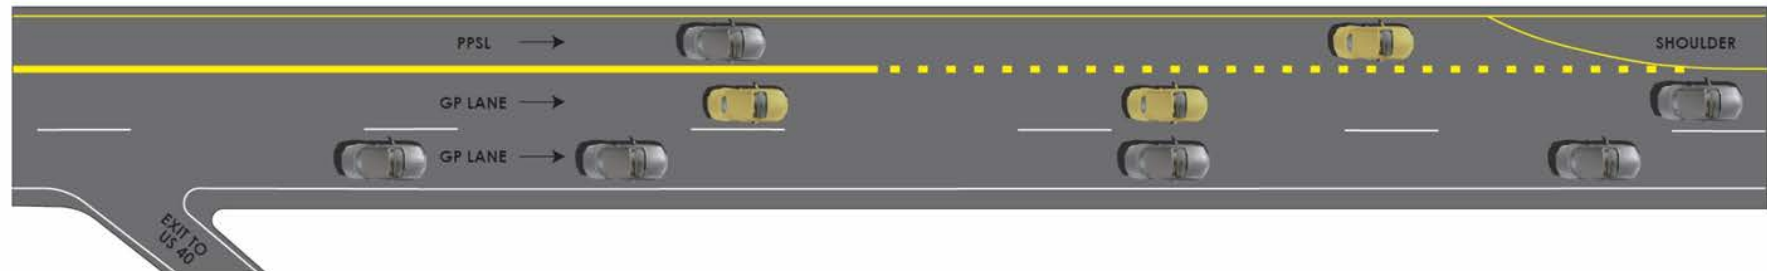 PPSL
SHOULDER
GP LANE
GP LANE
EXIT TO
US 40